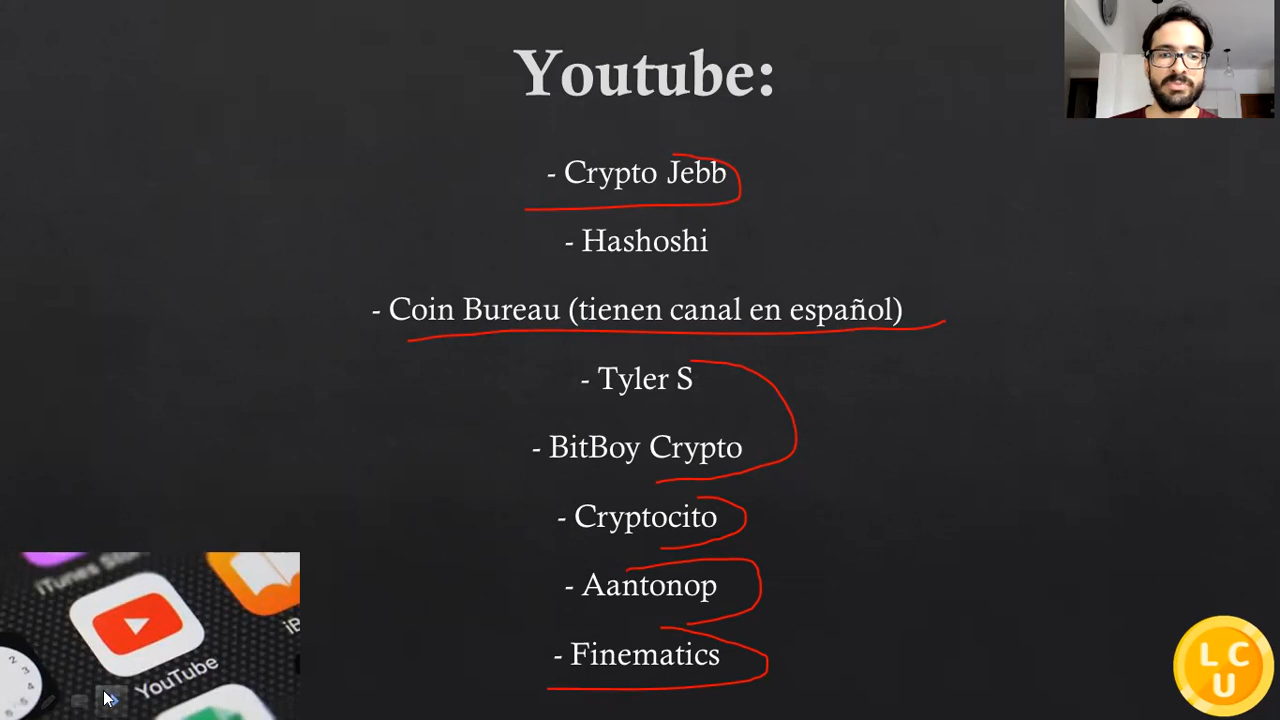 Youtube:
- Crypto Jebb
- Hashoshi
- Coin Bureau (tienen canal en español)
- Tyler S
- BitBoy Crypto
- Cryptocito
- Aantonop
- Finematics
YouTube
L C
U